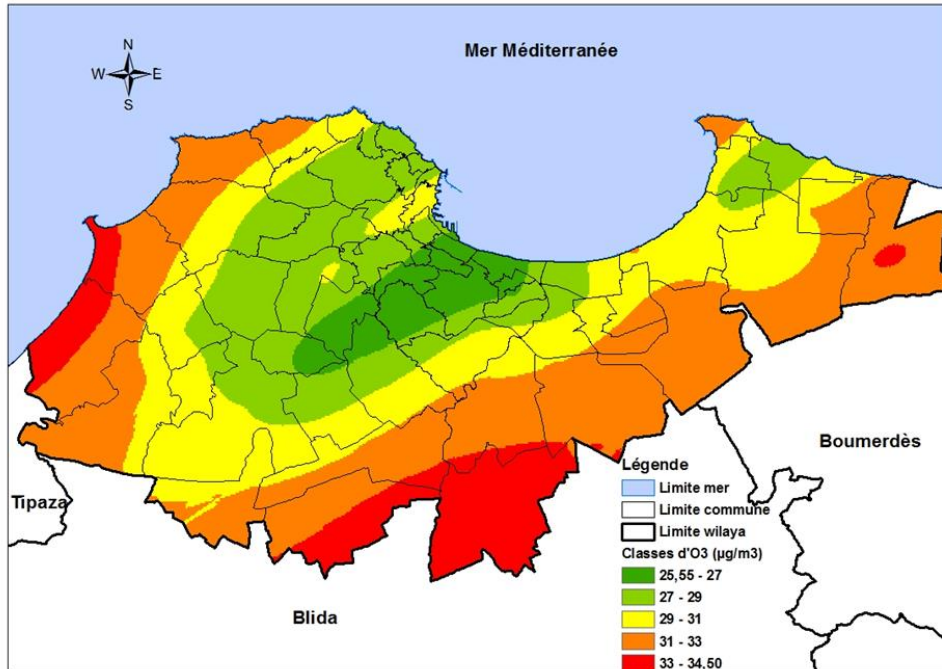 Mer Méditerranée
N
W E
S
Boumerdès
Tipaza
Blida
Légende
Limite mer
Limite commune
Limite wilaya
Classes d'O3 (µg/m3)
25,55 - 27
27 - 29
29 - 31
31 - 33
33 - 34,50